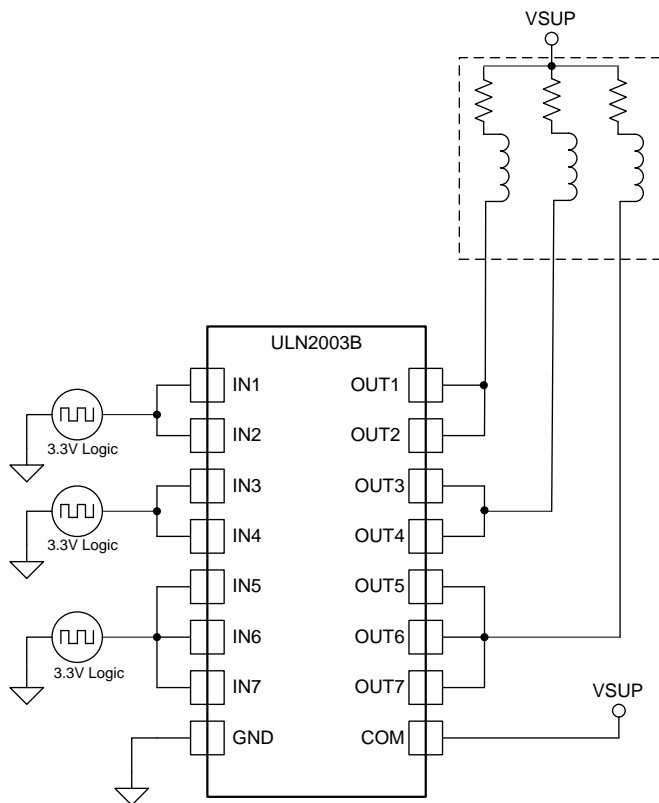 VSUP
ULN2003B
IN1
OUT1
IN2
OUT2
3.3V Logic
IN3
OUT3
IN4
OUT4
3.3V Logic
IN5
OUT5
IN6
OUT6
3.3V Logic
IN7
OUT7
VSUP
GND
COM